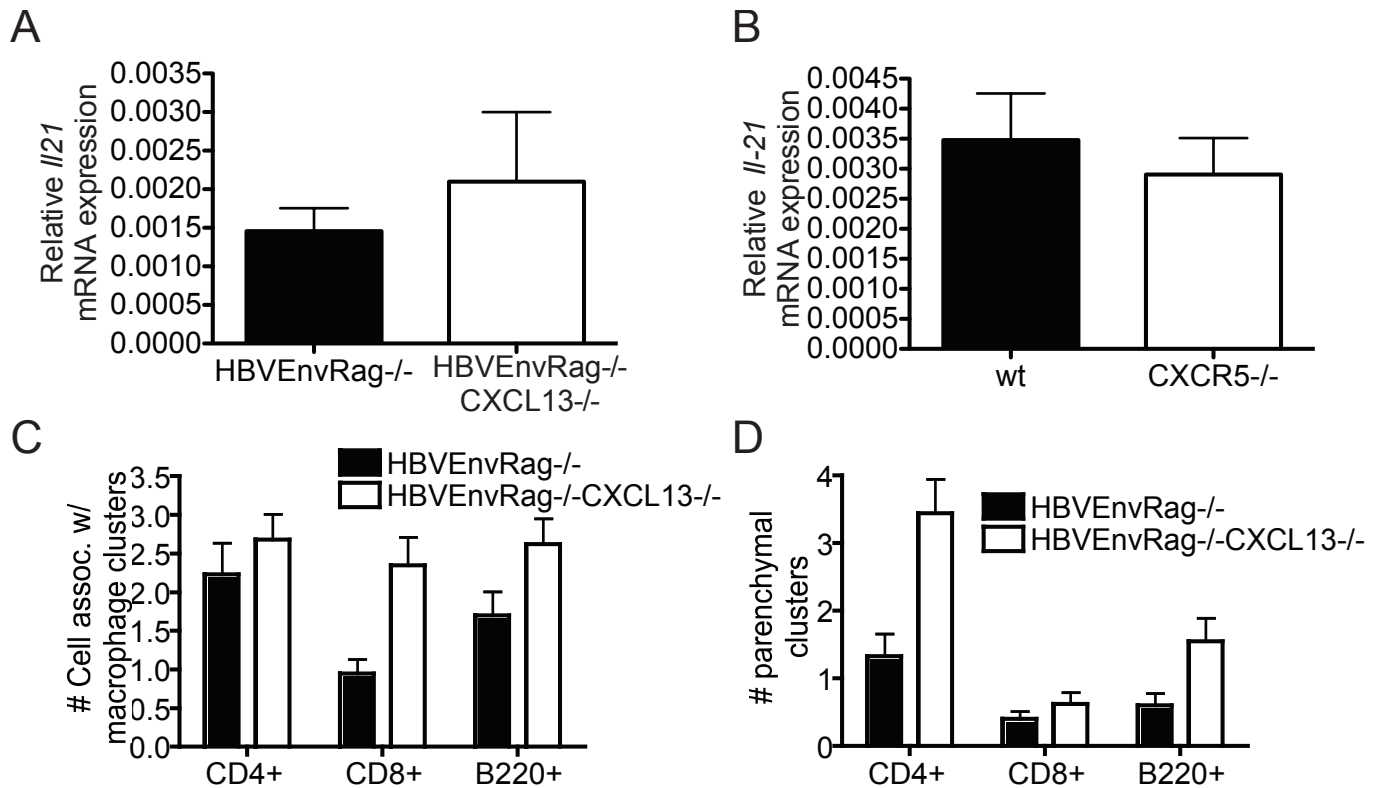 A
Relative Il21
mRNA expression
0.0035
0.0030
0.0025
0.0020
0.0015
0.0010
0.0005
0.0000
HBVEnvRag-/-
HBVEnvRag-/-
CXCL13-/-
B
Relative Il-21
mRNA expression
0.0045
0.0040
0.0035
0.0030
0.0025
0.0020
0.0015
0.0010
0.0005
0.0000
wt
CXCR5-/-
C
# Cell assoc. w/
macrophage clusters
3.5
3.0
2.5
2.0
1.5
1.0
0.5
0.0
HBVEnvRag-/-
HBVEnvRag-/-CXCL13-/-
CD4+
CD8+
B220+
D
# parenchymal
clusters
4
3
2
1
0
HBVEnvRag-/-
HBVEnvRag-/-CXCL13-/-
CD4+
CD8+
B220+